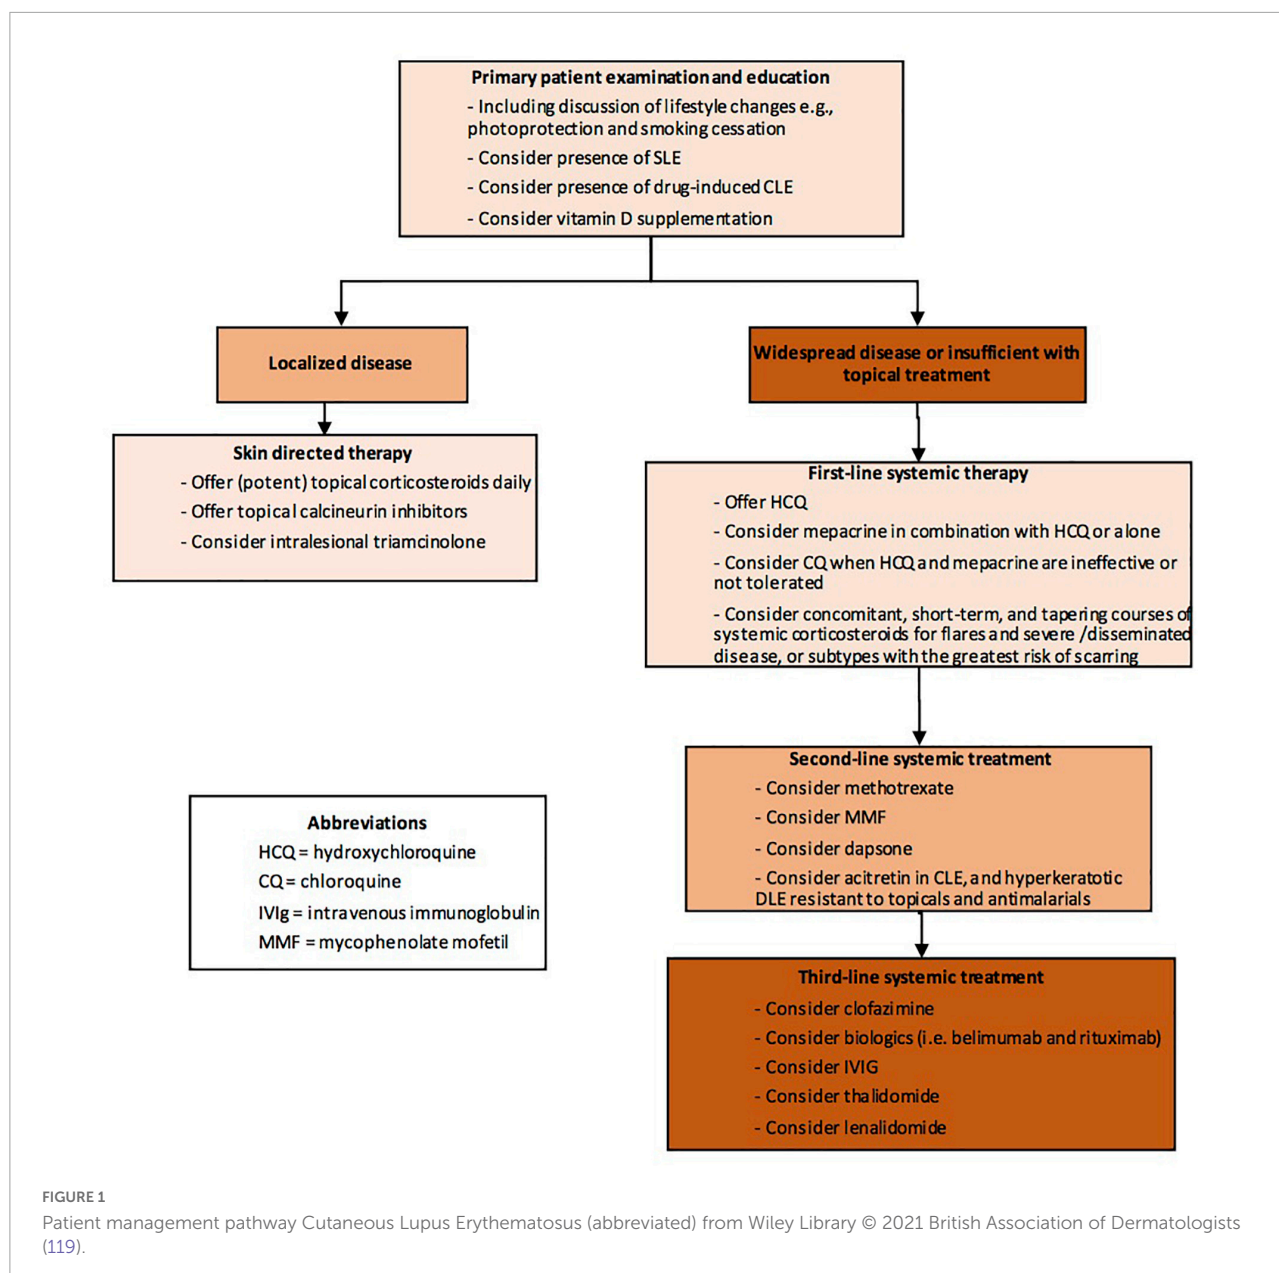 Primary patient examination and education
- Including discussion of lifestyle changes e.g.,
photoprotection and smoking cessation
- Consider presence of SLE
- Consider presence of drug-induced CLE
- Consider vitamin D supplementation
Localized disease
Widespread disease or insufficient with
topical treatment
Skin directed therapy
- Offer (potent) topical corticosteroids daily
- Offer topical calcineurin inhibitors
- Consider intralesional triamcinolone
First-line systemic therapy
- Offer HCQ
- Consider mepacrine in combination with HCQ or alone
- Consider CQ when HCQ and mepacrine are ineffective or
not tolerated
- Consider concomitant, short-term, and tapering courses of
systemic corticosteroids for flares and severe /disseminated
disease, or subtypes with the greatest risk of scarring
Second-line systemic treatment
- Consider methotrexate
- Consider MMF
- Consider dapsone
- Consider acitretin in CLE, and hyperkeratotic
DLE resistant to topicals and antimalarials
Abbreviations
HCQ = hydroxychloroquine
CQ = chloroquine
IVIg = intravenous immunoglobulin
MMF = mycophenolate mofetil
Third-line systemic treatment
- Consider clofazimine
- Consider biologics (i.e. belimumab and rituximab)
- Consider IVIG
- Consider thalidomide
- Consider lenalidomide
FIGURE 1
Patient management pathway Cutaneous Lupus Erythematosus (abbreviated) from Wiley Library © 2021 British Association of Dermatologists
(119).